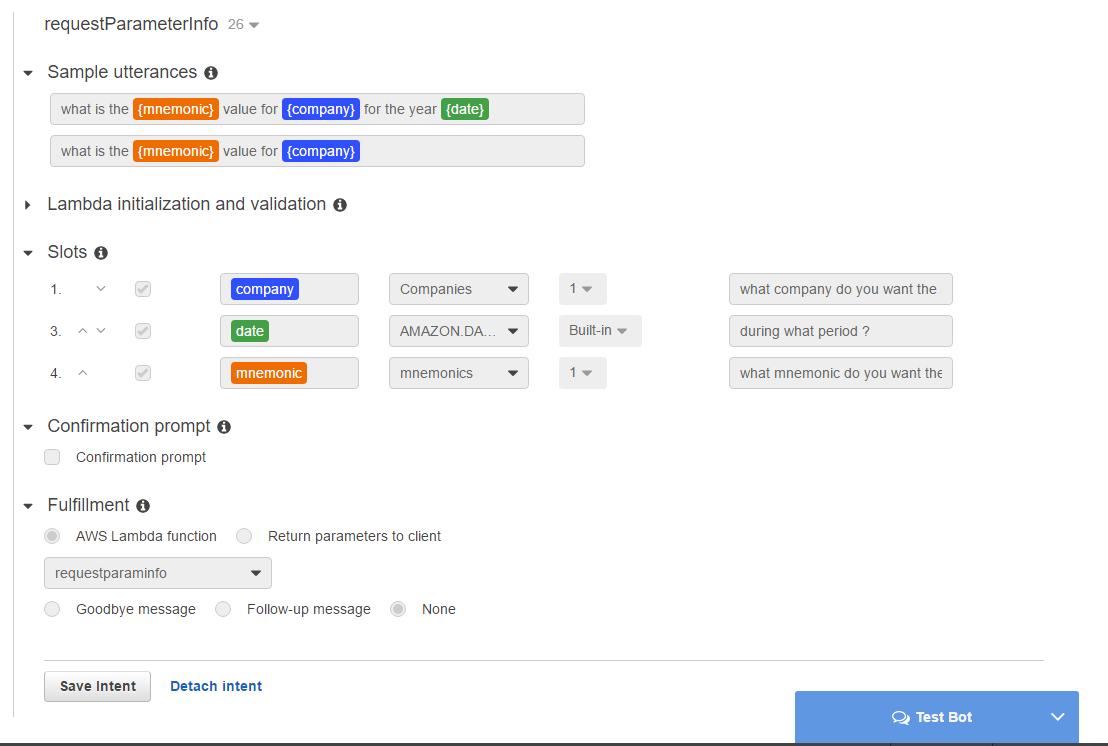 requestParameterInfo 26
Sample utterances
what is the {mnemonic} value for {company} for the year {date}
what is the {mnemonic} value for {company}
Lambda initialization and validation
Slots
1. company Companies 1 what company do you want the
3. date AMAZON.DA... Built-in during what period ?
4. mnemonic mnemonics 1 what mnemonic do you want the
Confirmation prompt
Confirmation prompt
Fulfillment
AWS Lambda function Return parameters to client
requestparaminfo
Goodbye message Follow-up message None
Save Intent Detach intent
Test Bot